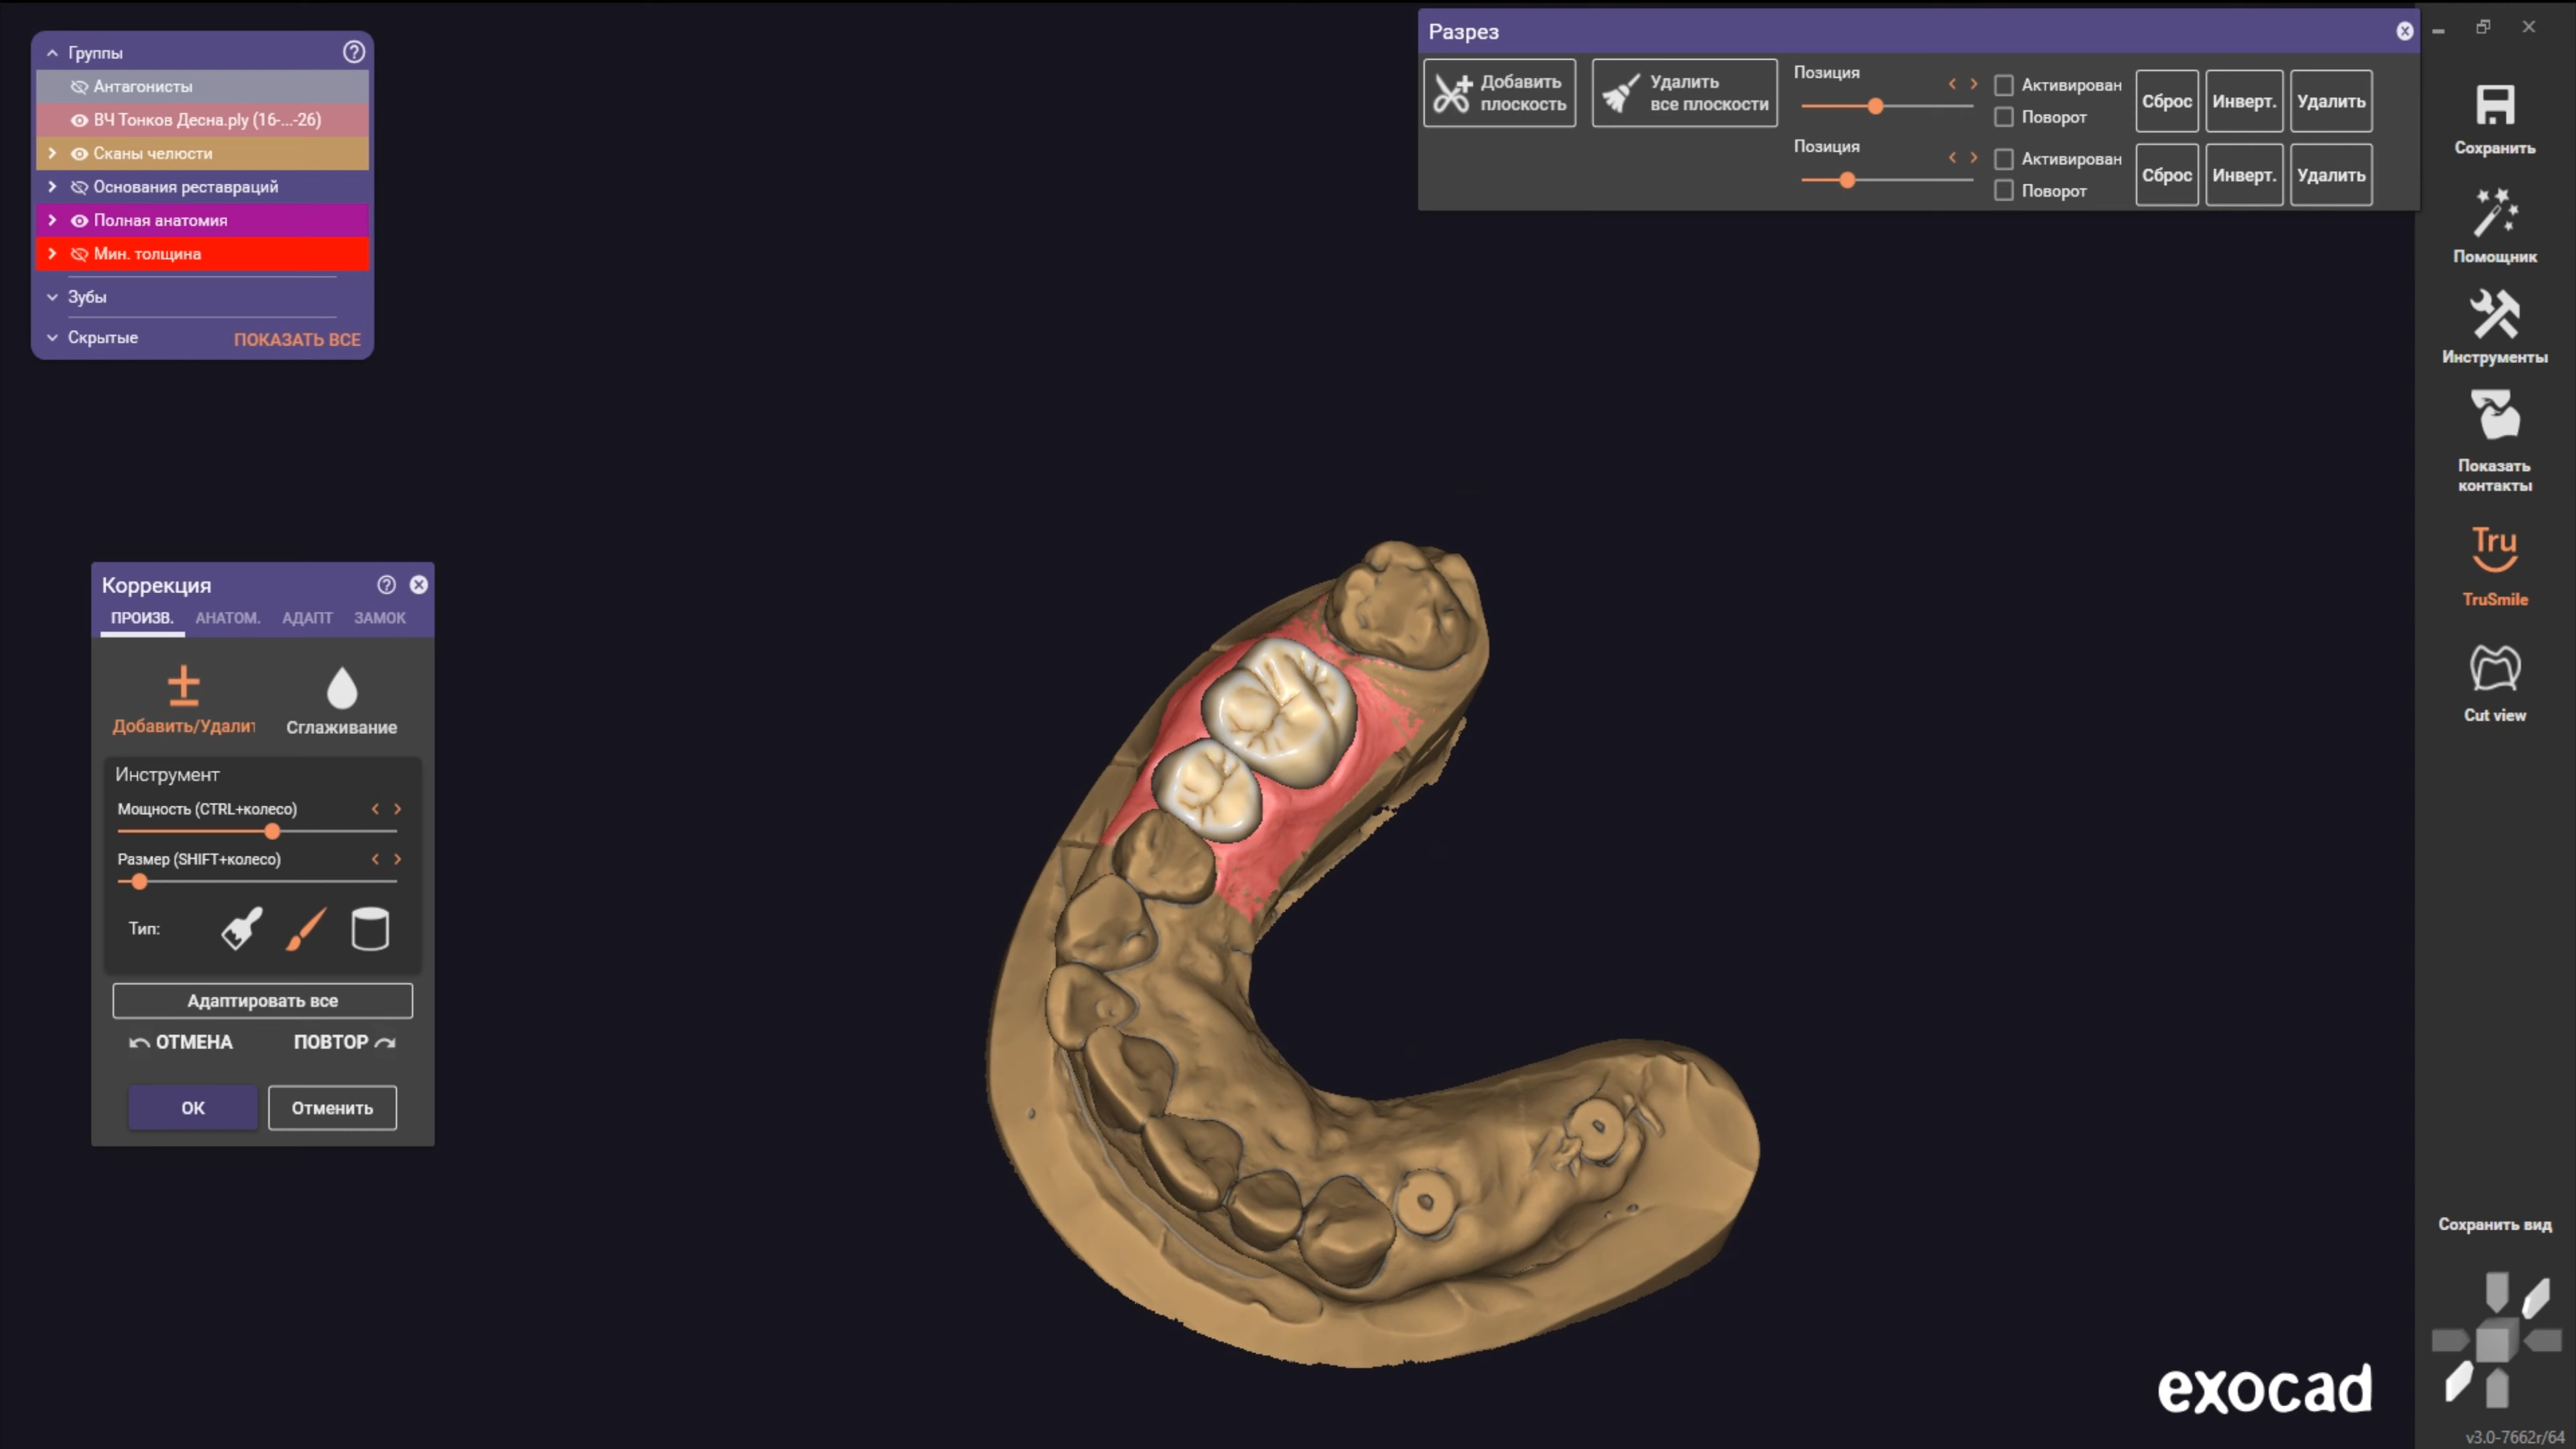 Группы
Антагонисты
ВЧ Тонков Десна.ply (16-...-26)
Сканы челюсти
Основания реставраций
Полная анатомия
Мин. толщина
Зубы
Скрытые ПОКАЗАТЬ ВСЕ
Коррекция
ПРОИЗВ. АНАТОМ. АДАПТ ЗАМОК
Добавить/Удалит Сглаживание
Инструмент
Мощность (CTRL+колесо)
Размер (SHIFT+колесо)
Тип:
Адаптировать все
ОТМЕНА ПОВТОР
OK Отменить
Разрез
Добавить
плоскость
Удалить
все плоскости
Позиция
Активирован
Поворот
Сброс Инверт. Удалить
Позиция
Активирован
Поворот
Сброс Инверт. Удалить
Сохранить
Помощник
Инструменты
Показать
контакты
Tru
TruSmile
Cut view
Сохранить вид
exocad
v3.0-7662r/64